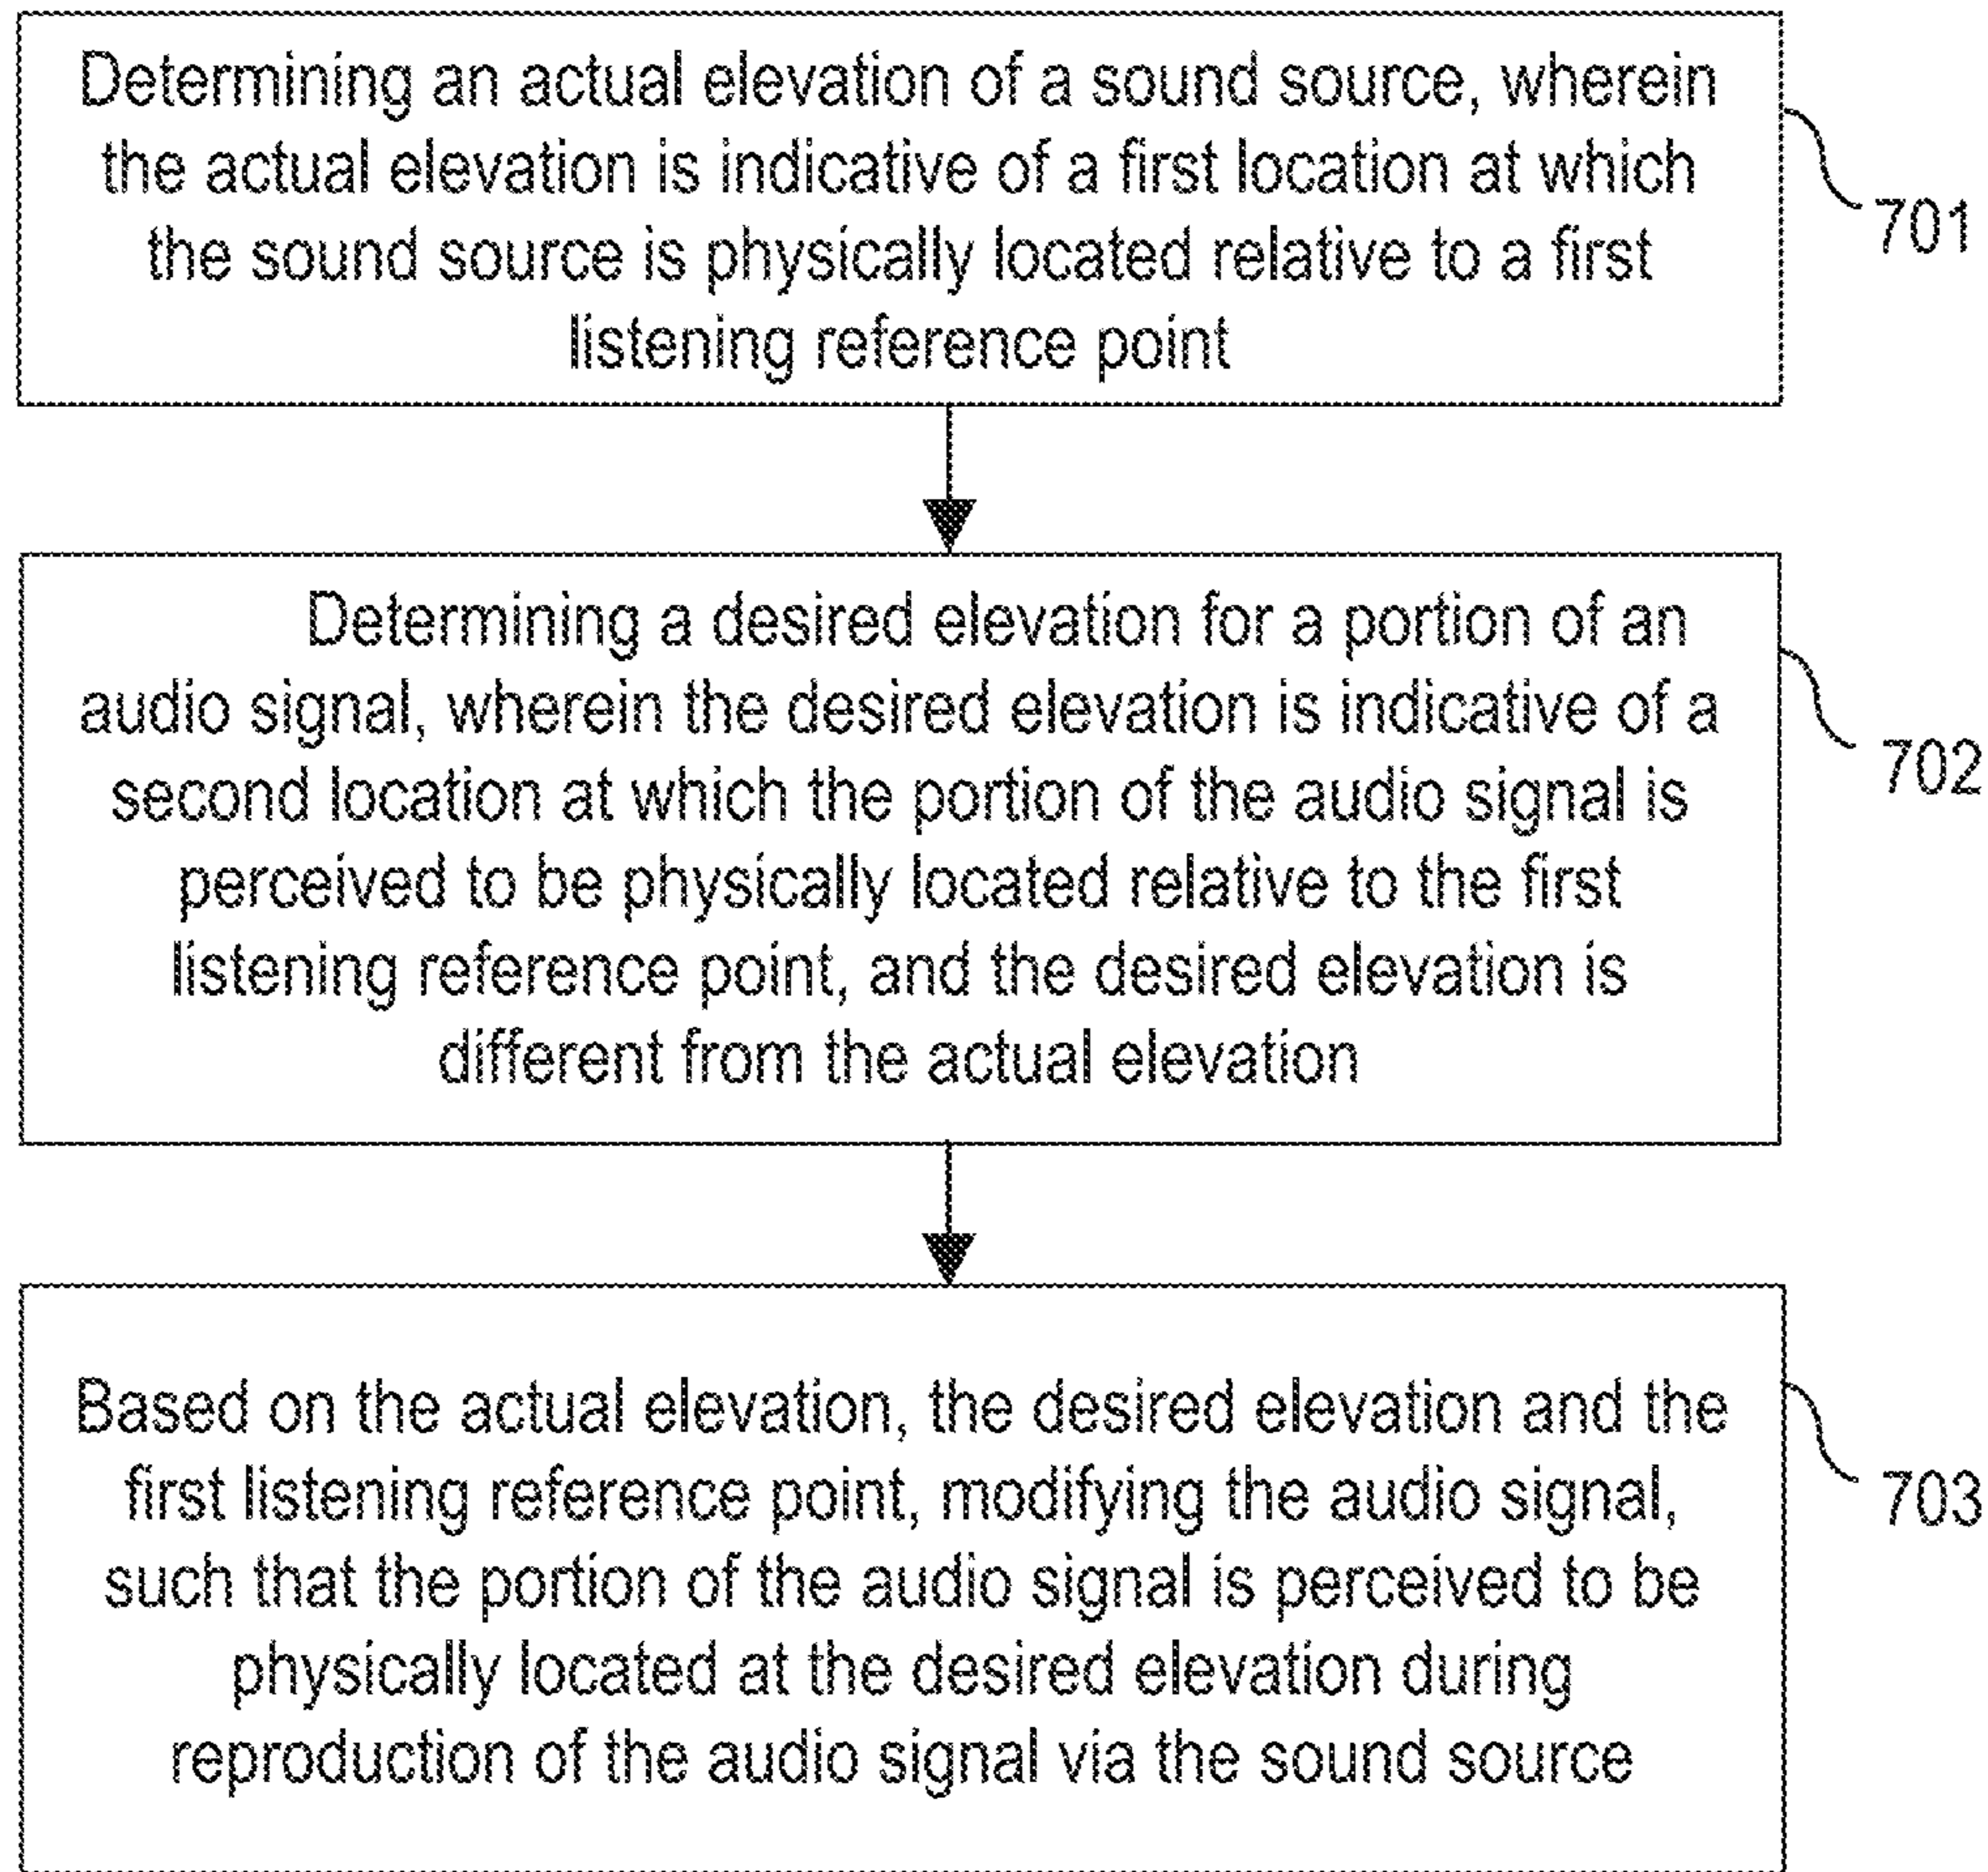 Determining an actual elevation of a sound source, wherein
the actual elevation is indicative of a first location at which
the sound source is physically located relative to a first
listening reference point
701
Determining a desired elevation for a portion of an
audio signal, wherein the desired elevation is indicative of a
second location at which the portion of the audio signal is
perceived to be physically located relative to the first
listening reference point, and the desired elevation is
different from the actual elevation
702
Based on the actual elevation, the desired elevation and the
first listening reference point, modifying the audio signal,
such that the portion of the audio signal is perceived to be
physically located at the desired elevation during
reproduction of the audio signal via the sound source
703